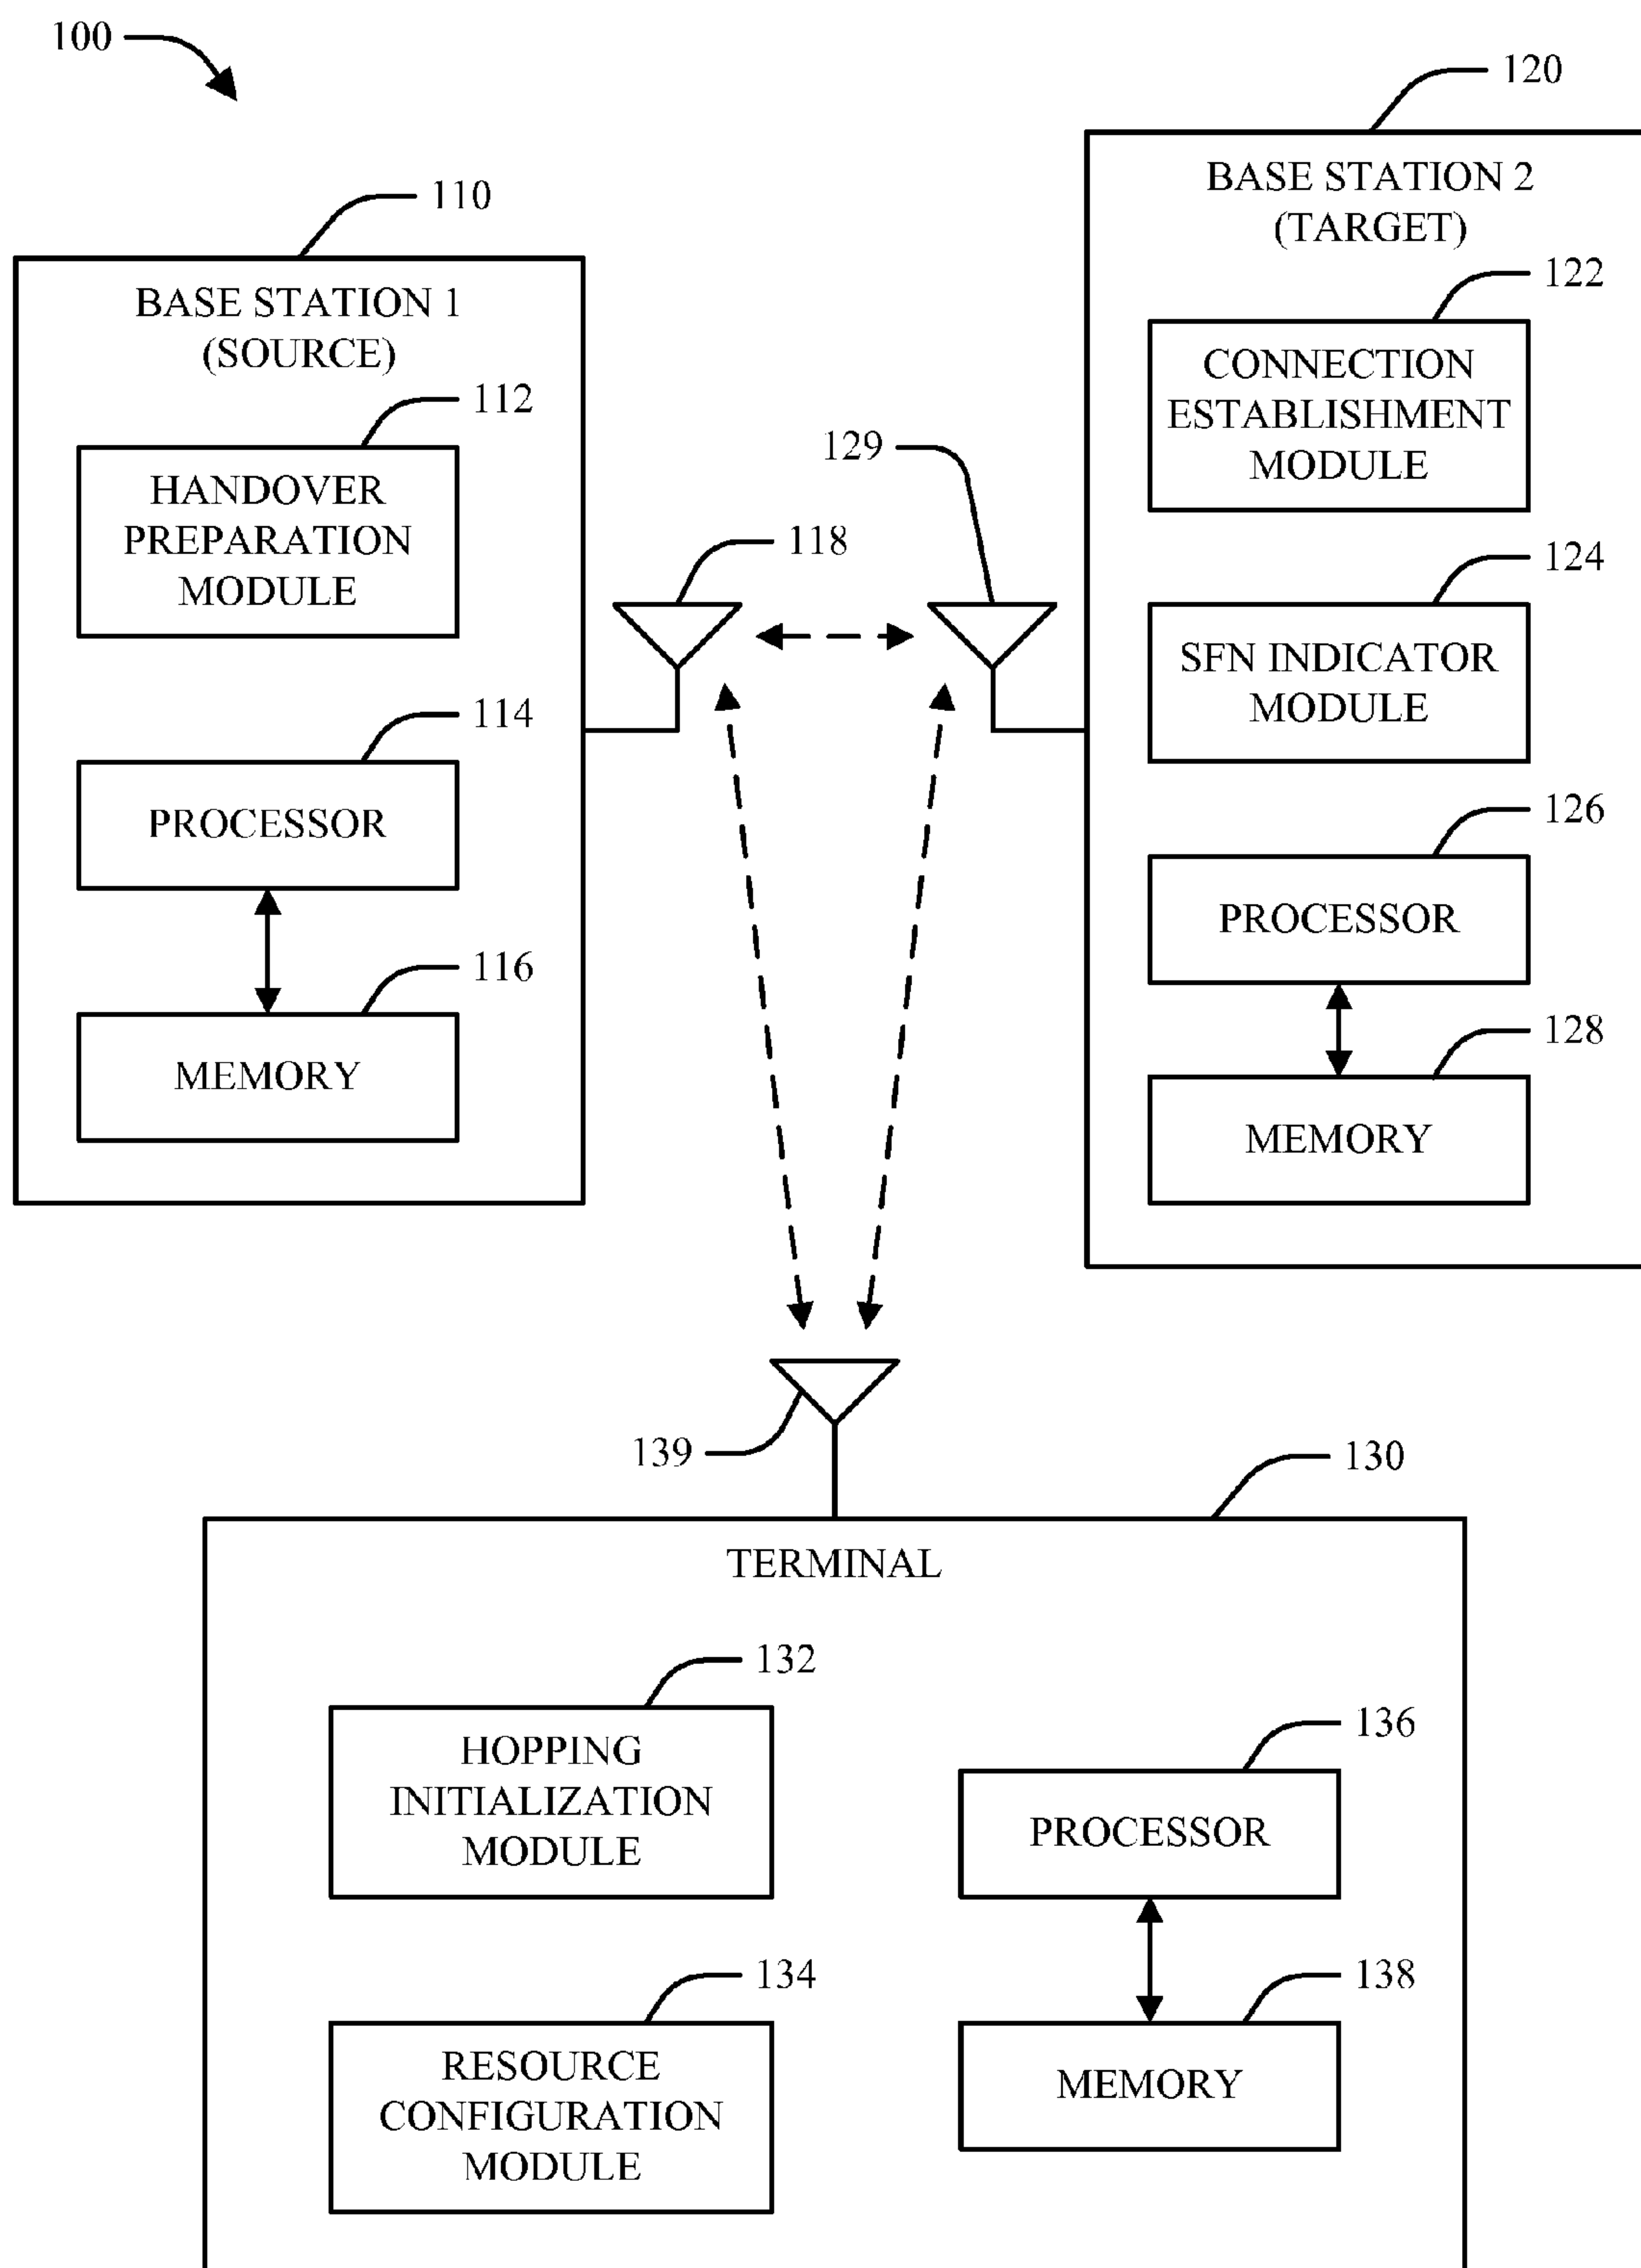 100
120
BASE STATION 2
(TARGET)
110
BASE STATION 1
(SOURCE)
122
CONNECTION
ESTABLISHMENT
MODULE
112
HANDOVER
PREPARATION
MODULE
129
118
124
SFN INDICATOR
MODULE
114
PROCESSOR
126
PROCESSOR
116
MEMORY
128
MEMORY
139
130
TERMINAL
132
HOPPING
INITIALIZATION
MODULE
136
PROCESSOR
134
RESOURCE
CONFIGURATION
MODULE
138
MEMORY